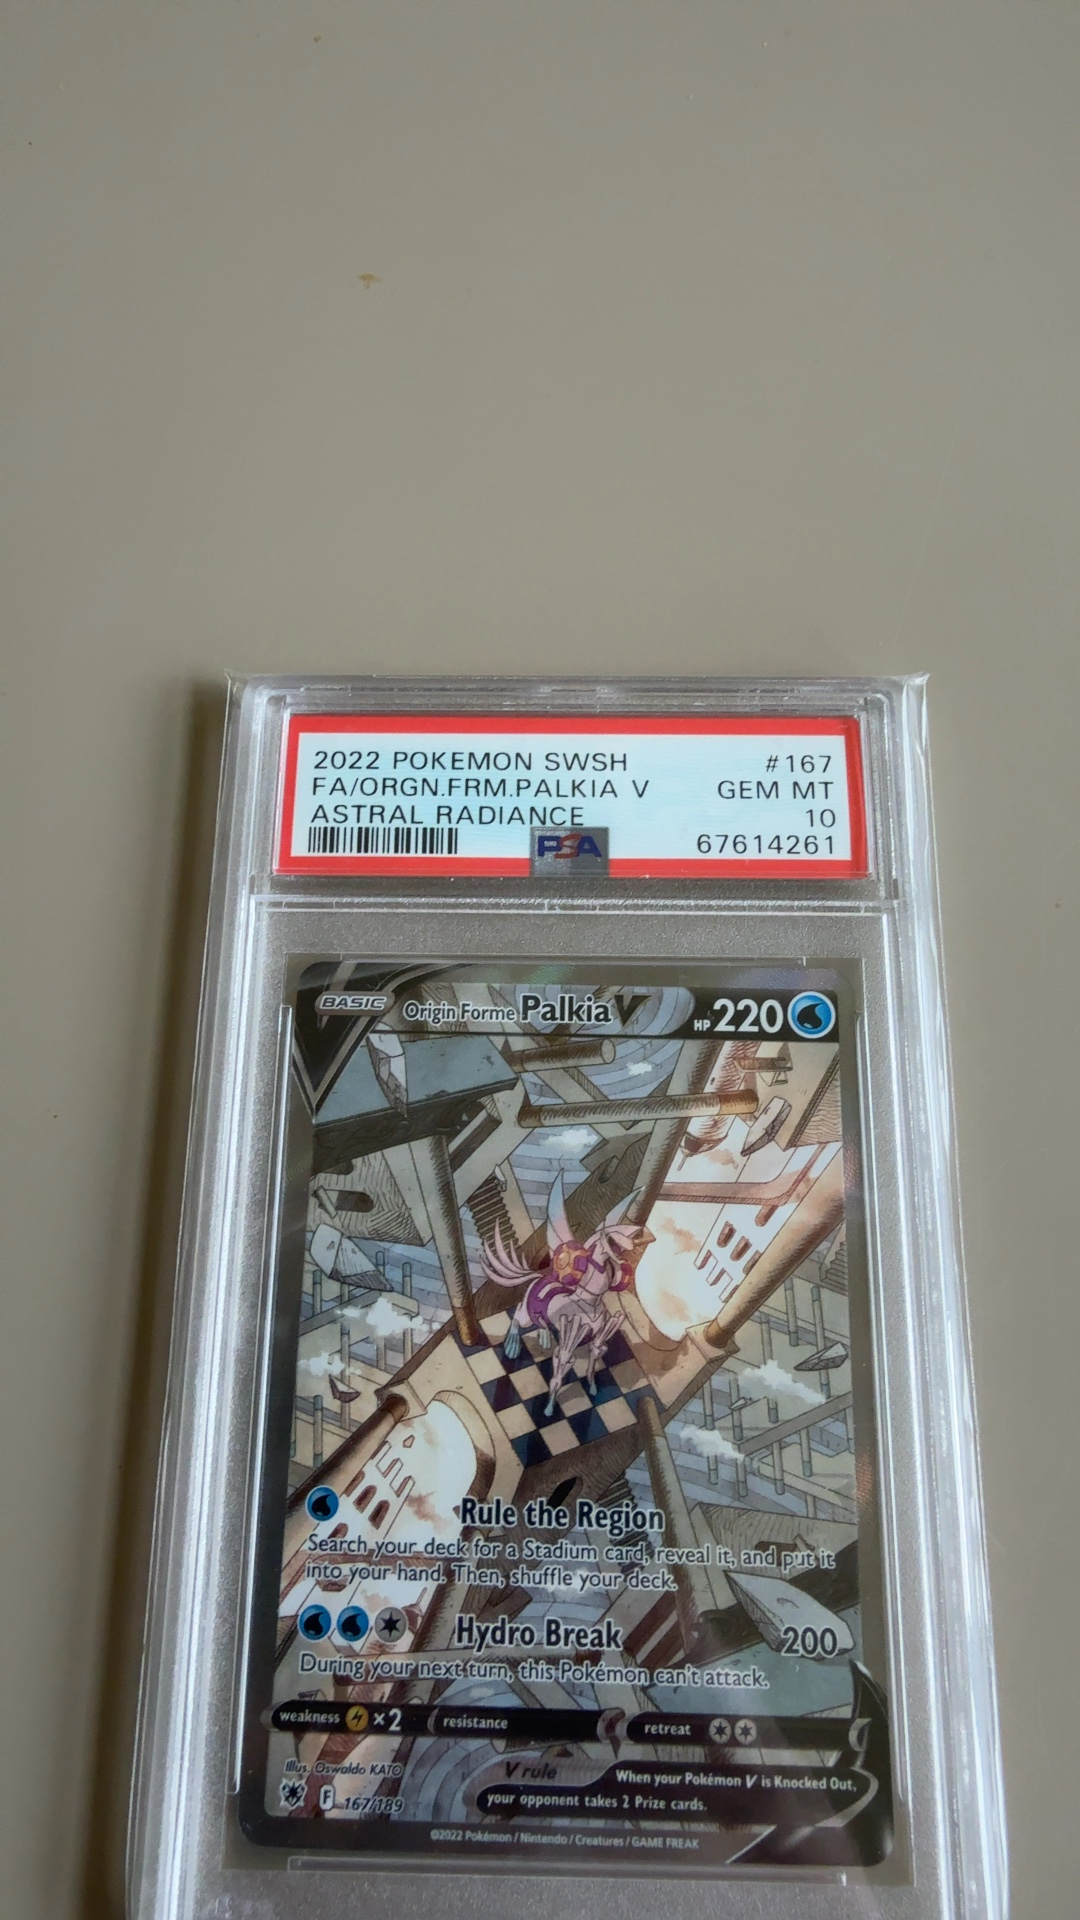 2022 POKEMON SWSH #167
FA/ORGN.FRM.PALKIA V GEM MT
ASTRAL RADIANCE 10
PSA 67614261
BASIC Origin Forme Palkia V HP 220
Rule the Region
Search your deck for a Stadium card, reveal it, and put it
into your hand. Then, shuffle your deck.
Hydro Break 200
During your next turn, this Pokémon can't attack.
weakness ×2 resistance retreat
Illus. Oswaldo KATO
V rule When your Pokémon V is Knocked Out,
your opponent takes 2 Prize cards.
F 167/189
©2022 Pokémon / Nintendo / Creatures / GAME FREAK